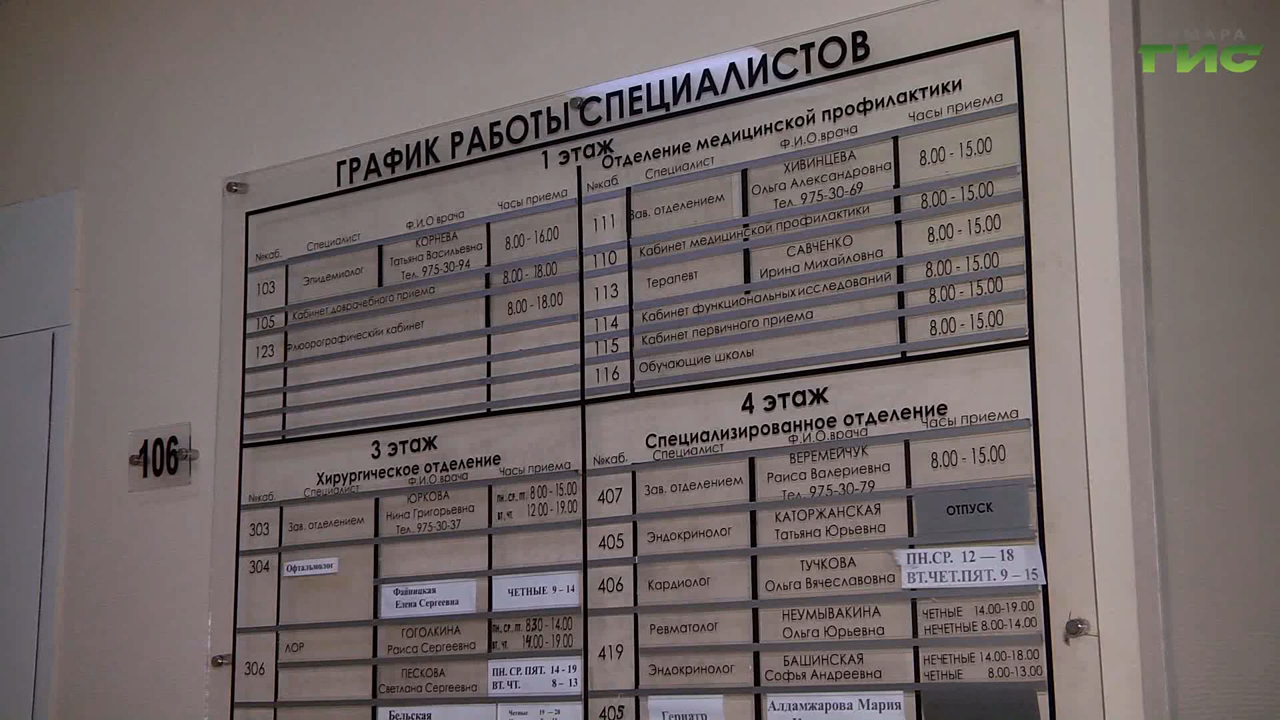 САМАРА
ГИС
ГРАФИК РАБОТЫ СПЕЦИАЛИСТОВ
1 этаж
№каб. Специалист Ф.И.О врача Часы приема
103 Эпидемиолог КОРНЕВА
Татьяна Васильевна
Тел. 975-30-94
8.00-16.00
105 Кабинет доврачебного приема 8.00 -18.00
123 Флюорографический кабинет 8.00-18.00
Отделение медицинской профилактики
№каб. Специалист Ф.И.О.врача Часы приема
111 Зав. отделением ХИВИНЦЕВА
Ольга Александровна
Тел. 975-30-69
8.00 - 15.00
110 Кабинет медицинской профилактики 8.00 - 15.00
113 Терапевт САВЧЕНКО
Ирина Михайловна
8.00 - 15.00
114 Кабинет функциональных исследований 8.00 - 15.00
115 Кабинет первичного приема 8.00 - 15.00
116 Обучающие школы 8.00 - 15.00
106
3 этаж
Хирургическое отделение
№каб. Специалист Ф.И.О врача Часы приема
303 Зав. отделением ЮРКОВА
Нина Григорьевна
Тел. 975-30-37
ПН. СР. ПТ. 8:00 - 15.00
ВТ. ЧТ. 12:00 - 19.00
304 Офтальмолог
Файницкая
Елена Сергеевна
ЧЕТНЫЕ 9 – 14
306 ЛОР ГОГОЛКИНА
Раиса Сергеевна
ПН. СР. ПТ. 8.30 - 14.00
ВТ. ЧТ. 14.00 - 19.00
ПЕСКОВА
Светлана Сергеевна
ПН. СР. ПЯТ. 14 - 19
ВТ. ЧТ. 8 – 13
Бельская
Четные 19 – 20
4 этаж
Специализированное отделение
№каб. Специалист Ф.И.О.врача Часы приема
407 Зав. отделением ВЕРЕМЕЙЧУК
Раиса Валериевна
Тел. 975-30-79
8.00 - 15.00
405 Эндокринолог КАТОРЖАНСКАЯ
Татьяна Юрьевна
ОТПУСК
406 Кардиолог ТУЧКОВА
Ольга Вячеславовна
ПН.СР. 12 — 18
ВТ.ЧЕТ.ПЯТ. 9 – 15
419 Ревматолог НЕУМЫВАКИНА
Ольга Юрьевна
ЧЕТНЫЕ 14.00-19.00
НЕЧЕТНЫЕ 8.00-14.00
Эндокринолог БАШИНСКАЯ
Софья Андреевна
НЕЧЕТНЫЕ 14.00-18.00
ЧЕТНЫЕ 8.00-13.00
405 Гериатр Алдамжарова Мария